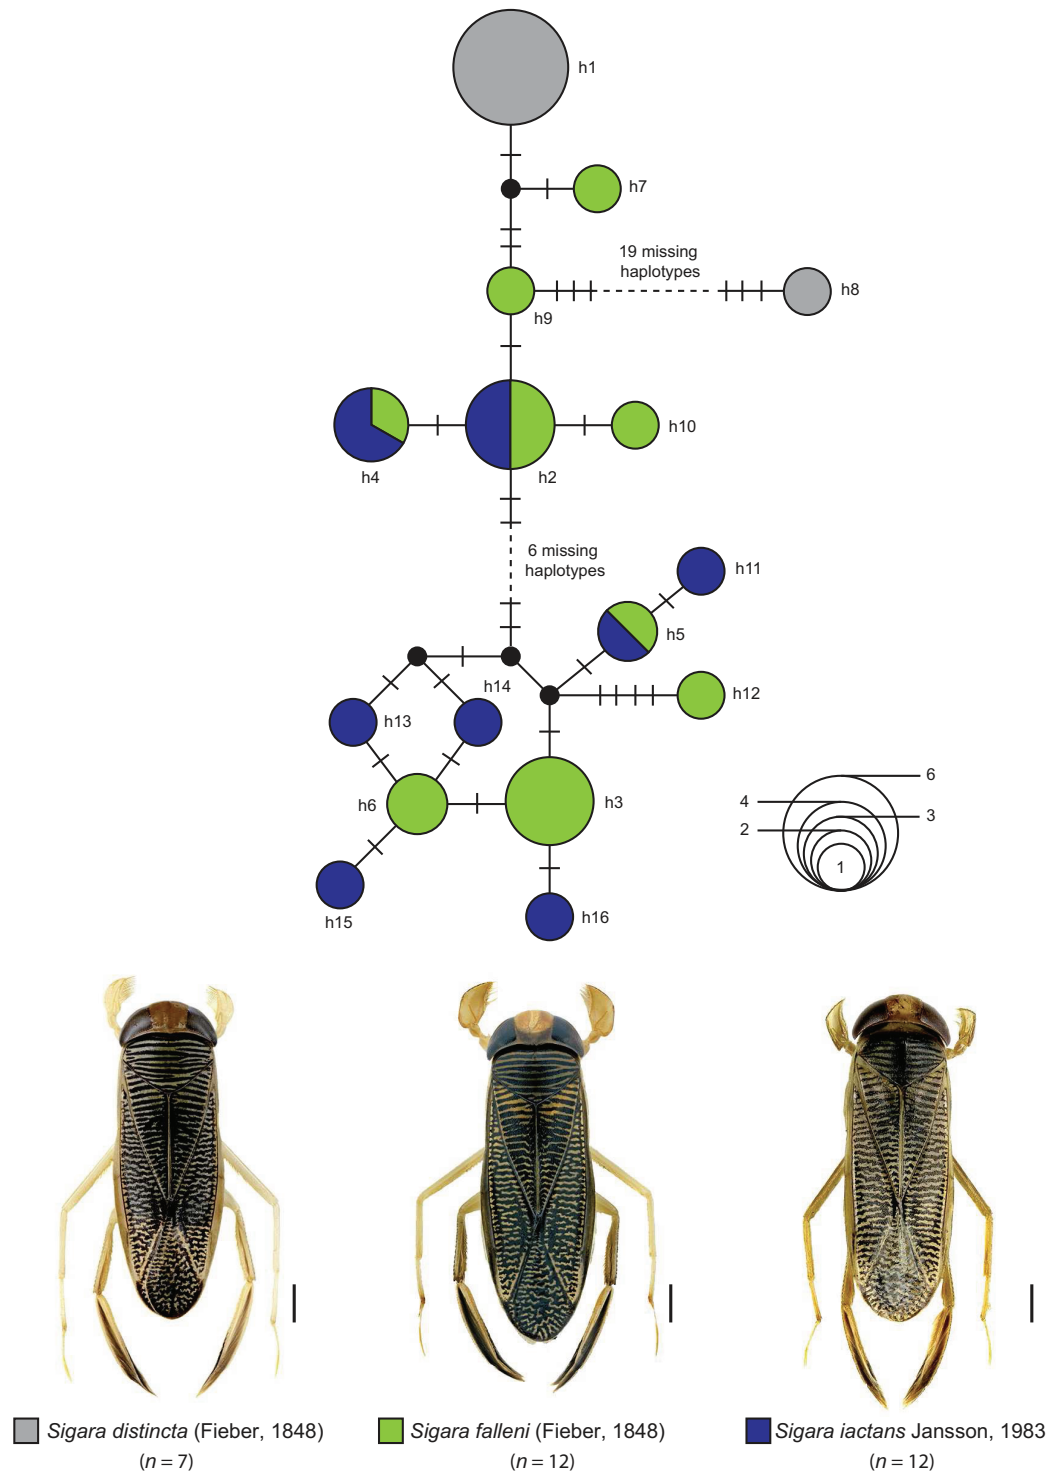 h1
h7
19 missing
haplotypes
h8
h9
h10
h4
h2
6 missing
haplotypes
h11
h5
h14
h12
h13
h6
h3
h15
h16
6
4
3
2
1
Sigara distincta (Fieber, 1848)
(n = 7)
Sigara falleni (Fieber, 1848)
(n = 12)
Sigara iactans Jansson, 1983
(n = 12)